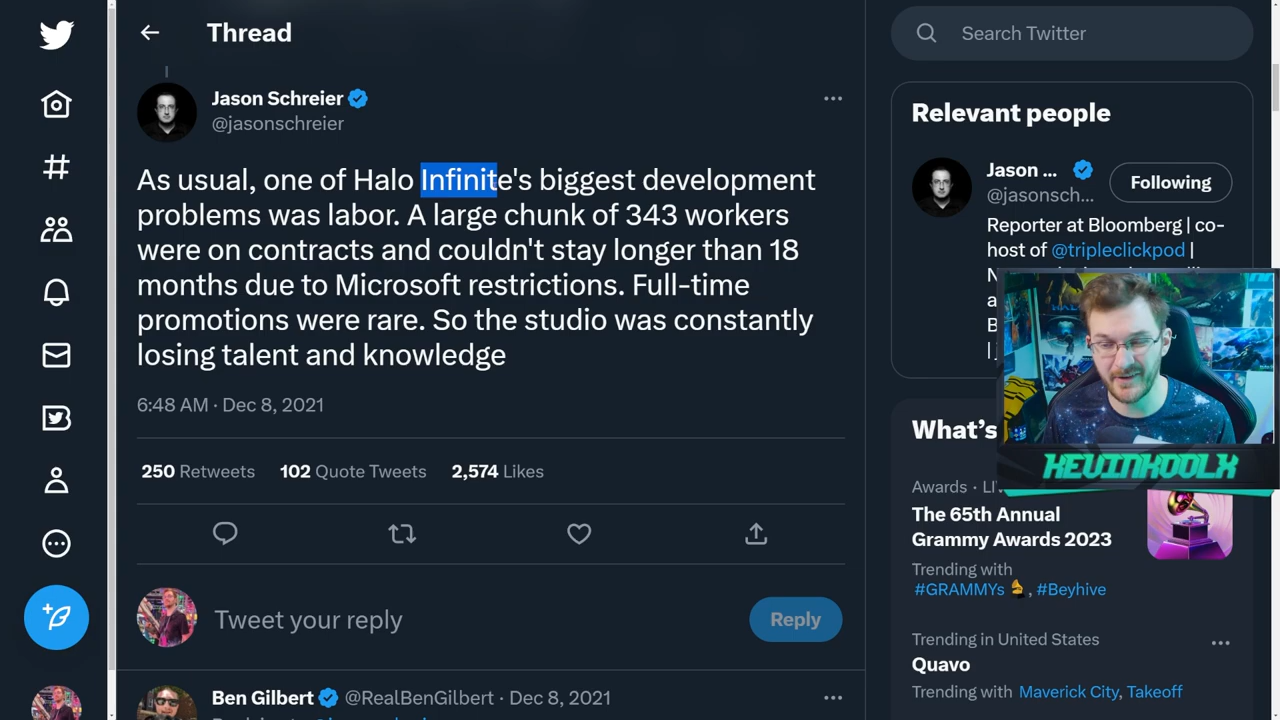 Thread
Jason Schreier
@jasonschreier
As usual, one of Halo Infinite's biggest development
problems was labor. A large chunk of 343 workers
were on contracts and couldn't stay longer than 18
months due to Microsoft restrictions. Full-time
promotions were rare. So the studio was constantly
losing talent and knowledge
6:48 AM · Dec 8, 2021
250 Retweets 102 Quote Tweets 2,574 Likes
Tweet your reply
Reply
Ben Gilbert @RealBenGilbert · Dec 8, 2021
Search Twitter
Relevant people
Jason ...
@jasonsch...
Following
Reporter at Bloomberg | co-
host of @tripleclickpod |
KEVINKOOLX
What's
Awards
The 65th Annual
Grammy Awards 2023
Trending with
#GRAMMYs , #Beyhive
Trending in United States
Quavo
Trending with Maverick City, Takeoff